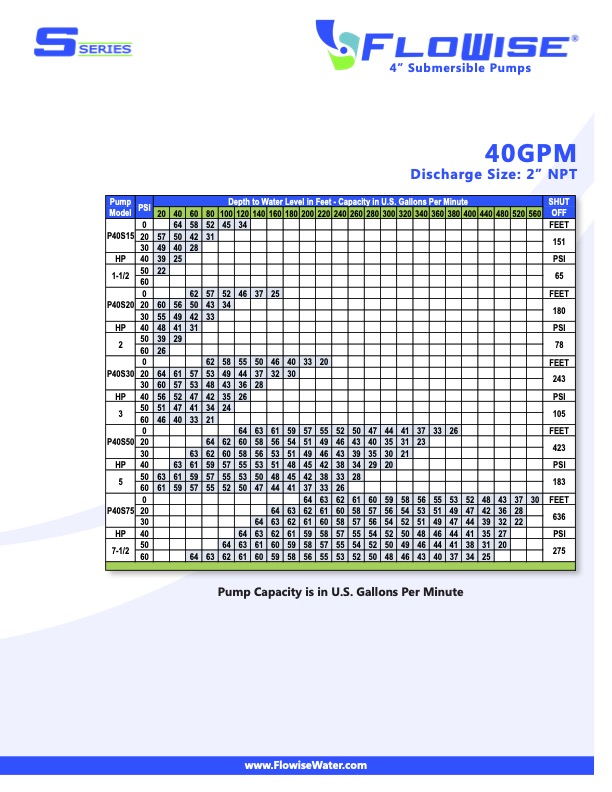 S SERIES
FLOWISE®
4” Submersible Pumps
40GPM
Discharge Size: 2” NPT
Pump Model PSI Depth to Water Level in Feet - Capacity in U.S. Gallons Per Minute SHUT OFF
20 40 60 80 100 120 140 160 180 200 220 240 260 280 300 320 340 360 380 400 440 480 520 560
P40S15 0 64 58 52 45 34 FEET
20 57 50 42 31 151
30 49 40 28
HP 40 39 25 PSI
1-1/2 50 22 65
60
P40S20 0 62 57 52 46 37 25 FEET
20 60 56 50 43 34 180
30 55 49 42 33
HP 40 48 41 31 PSI
2 50 39 29 78
60 26
P40S30 0 62 58 55 50 46 40 33 20 FEET
20 64 61 57 53 49 44 37 32 30 243
30 60 57 53 48 43 36 28
HP 40 56 52 47 42 35 26 PSI
3 50 51 47 41 34 24 105
60 46 40 33 21
P40S50 0 64 63 61 59 57 55 52 50 47 44 41 37 33 26 FEET
20 64 62 60 58 56 54 51 49 46 43 40 35 31 23 423
30 63 62 60 58 56 53 51 49 46 43 39 35 30 21
HP 40 63 61 59 57 55 53 51 48 45 42 38 34 29 20 PSI
5 50 63 61 59 57 55 53 50 48 45 42 38 33 28 183
60 61 59 57 55 52 50 47 44 41 37 33 26
P40S75 0 64 63 62 61 60 59 58 56 55 53 52 48 43 37 30 FEET
20 64 63 62 61 60 58 57 56 54 53 51 49 47 42 36 28 636
30 64 63 62 61 60 58 57 56 54 52 51 49 47 44 39 32 22
HP 40 64 63 62 61 59 58 57 55 54 52 50 48 46 44 41 35 27 PSI
7-1/2 50 64 63 61 60 59 58 57 55 54 52 50 49 46 44 41 38 31 20 275
60 64 63 62 61 60 59 58 56 55 53 52 50 48 46 43 40 37 34 25
Pump Capacity is in U.S. Gallons Per Minute
www.FlowiseWater.com